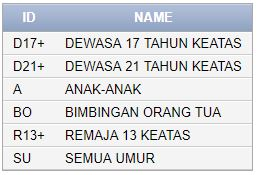 ID NAME
D17+ DEWASA 17 TAHUN KEATAS
D21+ DEWASA 21 TAHUN KEATAS
A ANAK-ANAK
BO BIMBINGAN ORANG TUA
R13+ REMAJA 13 KEATAS
SU SEMUA UMUR